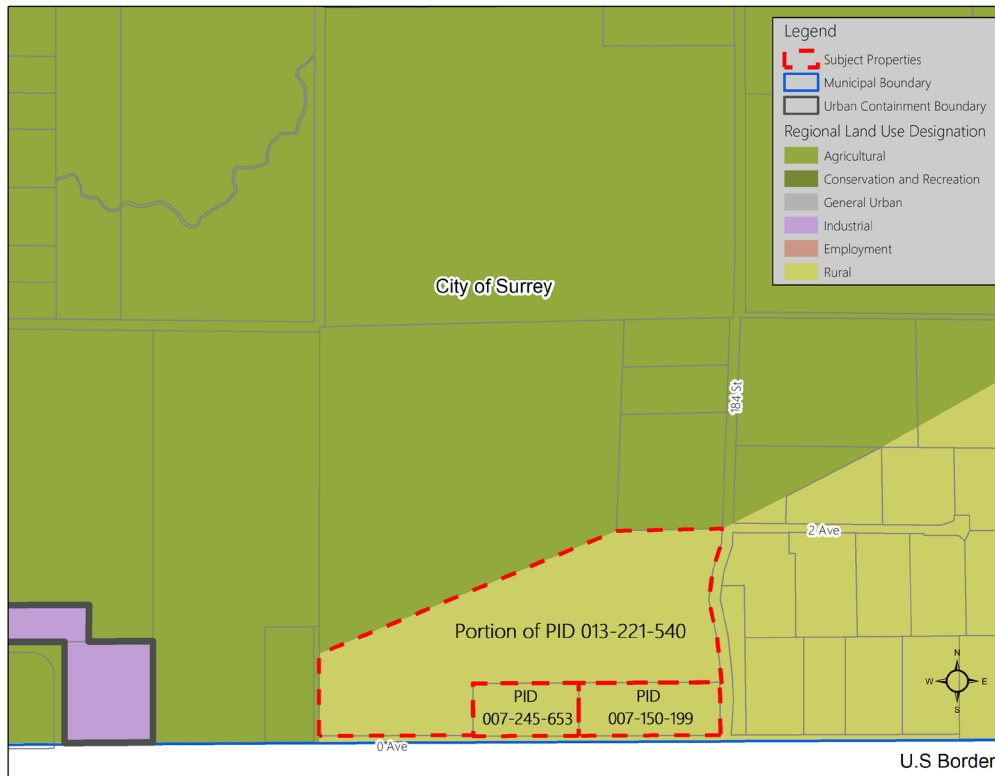 Legend
Subject Properties
Municipal Boundary
Urban Containment Boundary
Regional Land Use Designation
Agricultural
Conservation and Recreation
General Urban
Industrial
Employment
Rural
City of Surrey
184 St
2 Ave
Portion of PID 013-221-540
N
W E
S
PID
007-245-653
PID
007-150-199
0 Ave
U.S Border